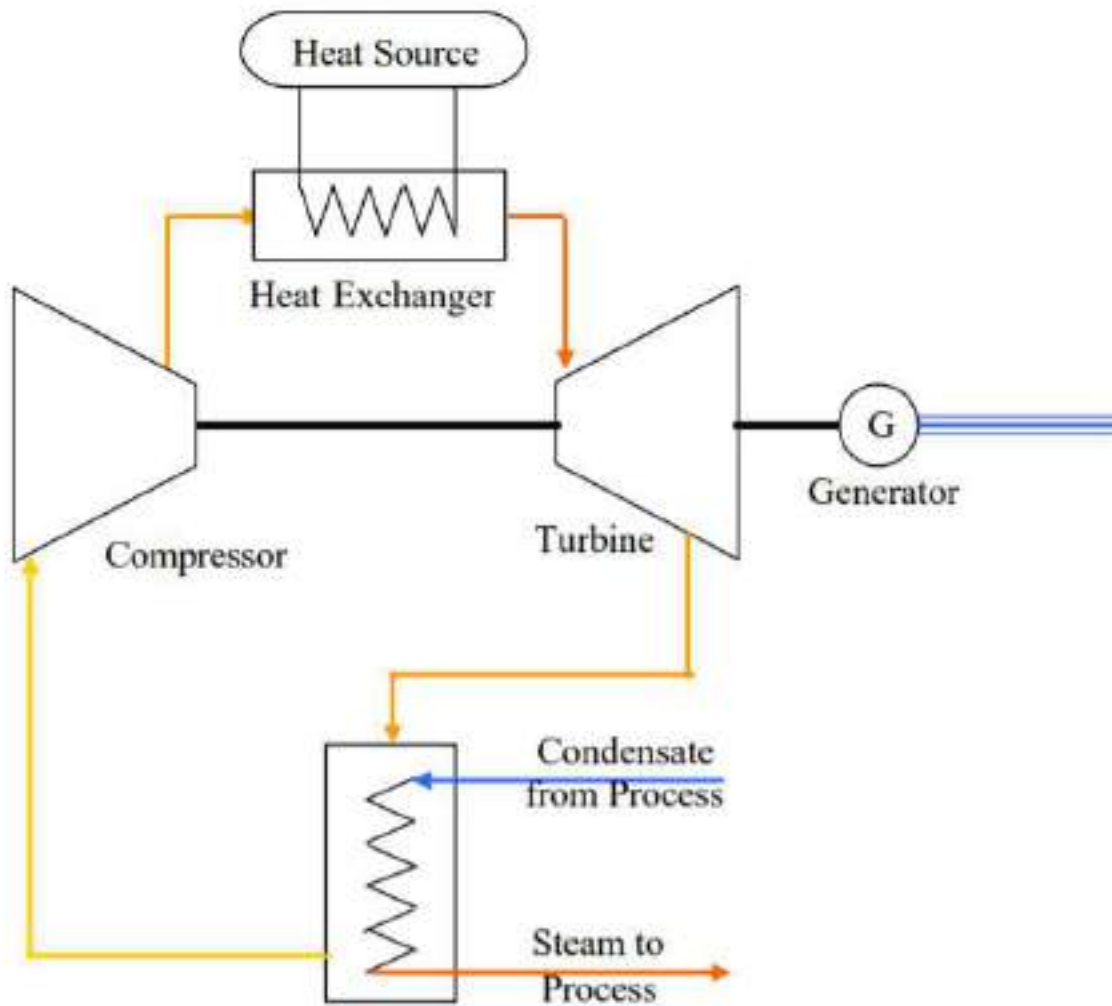 Heat Source
Heat Exchanger
G
Generator
Turbine
Compressor
Condensate
from Process
Steam to
Process